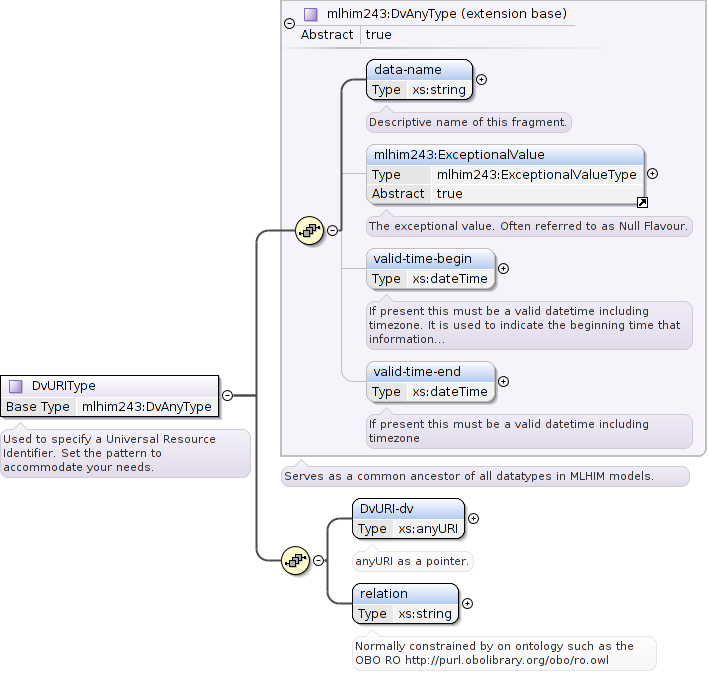 mlhim243:DvAnyType (extension base)
Abstract true
data-name
Type xs:string
Descriptive name of this fragment.
mlhim243:ExceptionalValue
Type mlhim243:ExceptionalValueType
Abstract true
The exceptional value. Often referred to as Null Flavour.
valid-time-begin
Type xs:dateTime
If present this must be a valid datetime including
timezone. It is used to indicate the beginning time that
information...
valid-time-end
Type xs:dateTime
If present this must be a valid datetime including
timezone
DvURIType
Base Type mlhim243:DvAnyType
Used to specify a Universal Resource
Identifier. Set the pattern to
accommodate your needs.
Serves as a common ancestor of all datatypes in MLHIM models.
DvURI-dv
Type xs:anyURI
anyURI as a pointer.
relation
Type xs:string
Normally constrained by on ontology such as the
OBO RO http://purl.obolibrary.org/obo/ro.owl